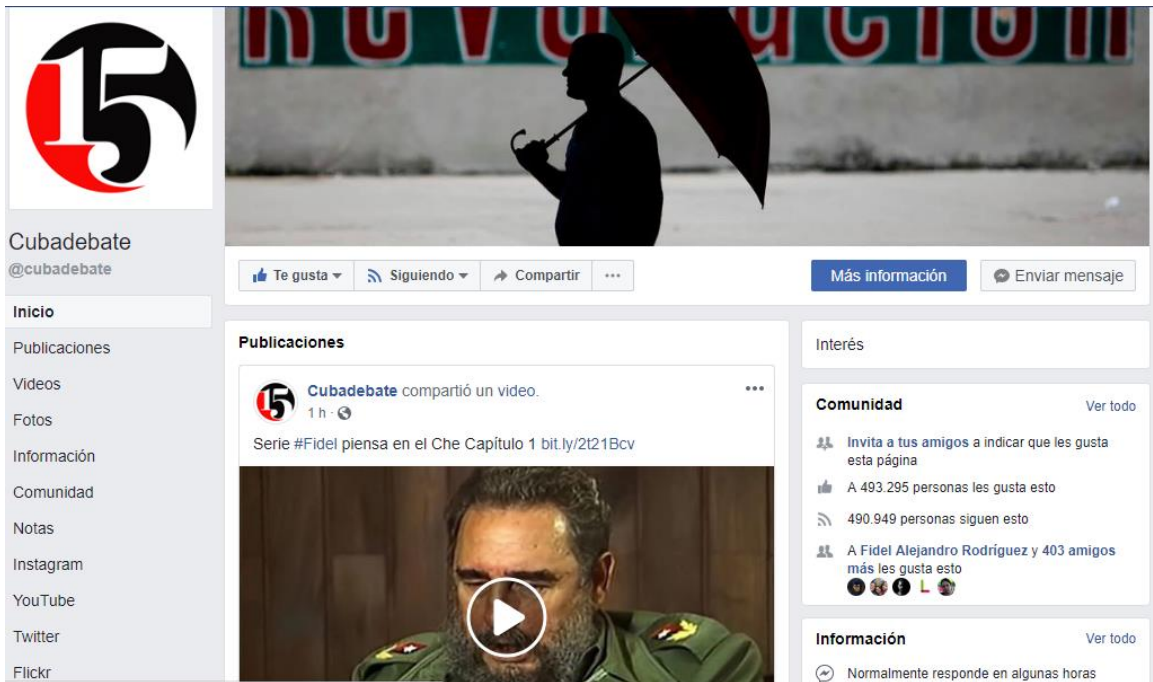 REVOLUCIÓN
15
Cubadebate
@cubadebate
Inicio
Publicaciones
Videos
Fotos
Información
Comunidad
Notas
Instagram
YouTube
Twitter
Flickr
Te gusta
Siguiendo
Compartir
Más información
Enviar mensaje
Publicaciones
15
Cubadebate compartió un video.
1 h
Serie #Fidel piensa en el Che Capítulo 1 bit.ly/2t21Bcv
Interés
Comunidad
Ver todo
Invita a tus amigos a indicar que les gusta
esta página
A 493.295 personas les gusta esto
490.949 personas siguen esto
A Fidel Alejandro Rodríguez y 403 amigos
más les gusta esto
L
Información
Ver todo
Normalmente responde en algunas horas